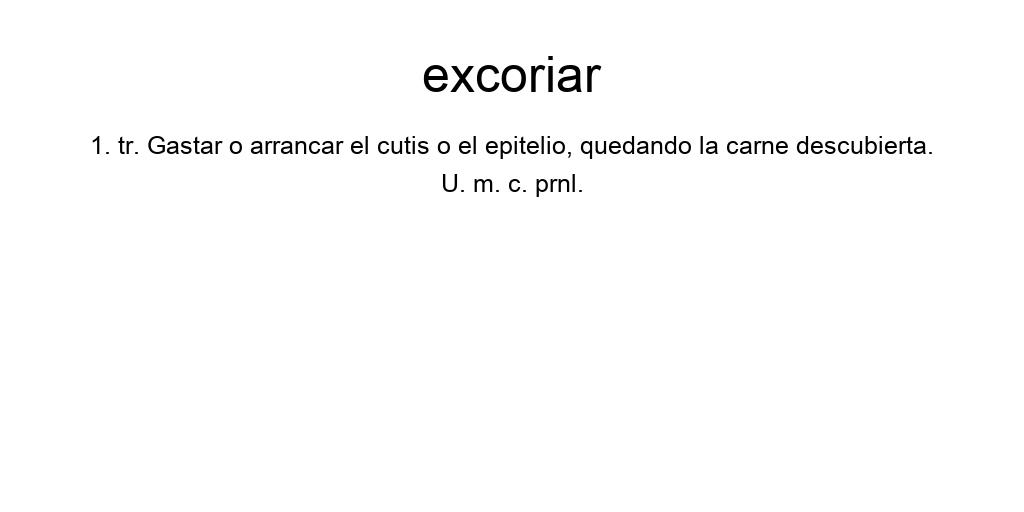 excoriar
1. tr. Gastar o arrancar el cutis o el epitelio, quedando la carne descubierta.
U. m. c. prnl.